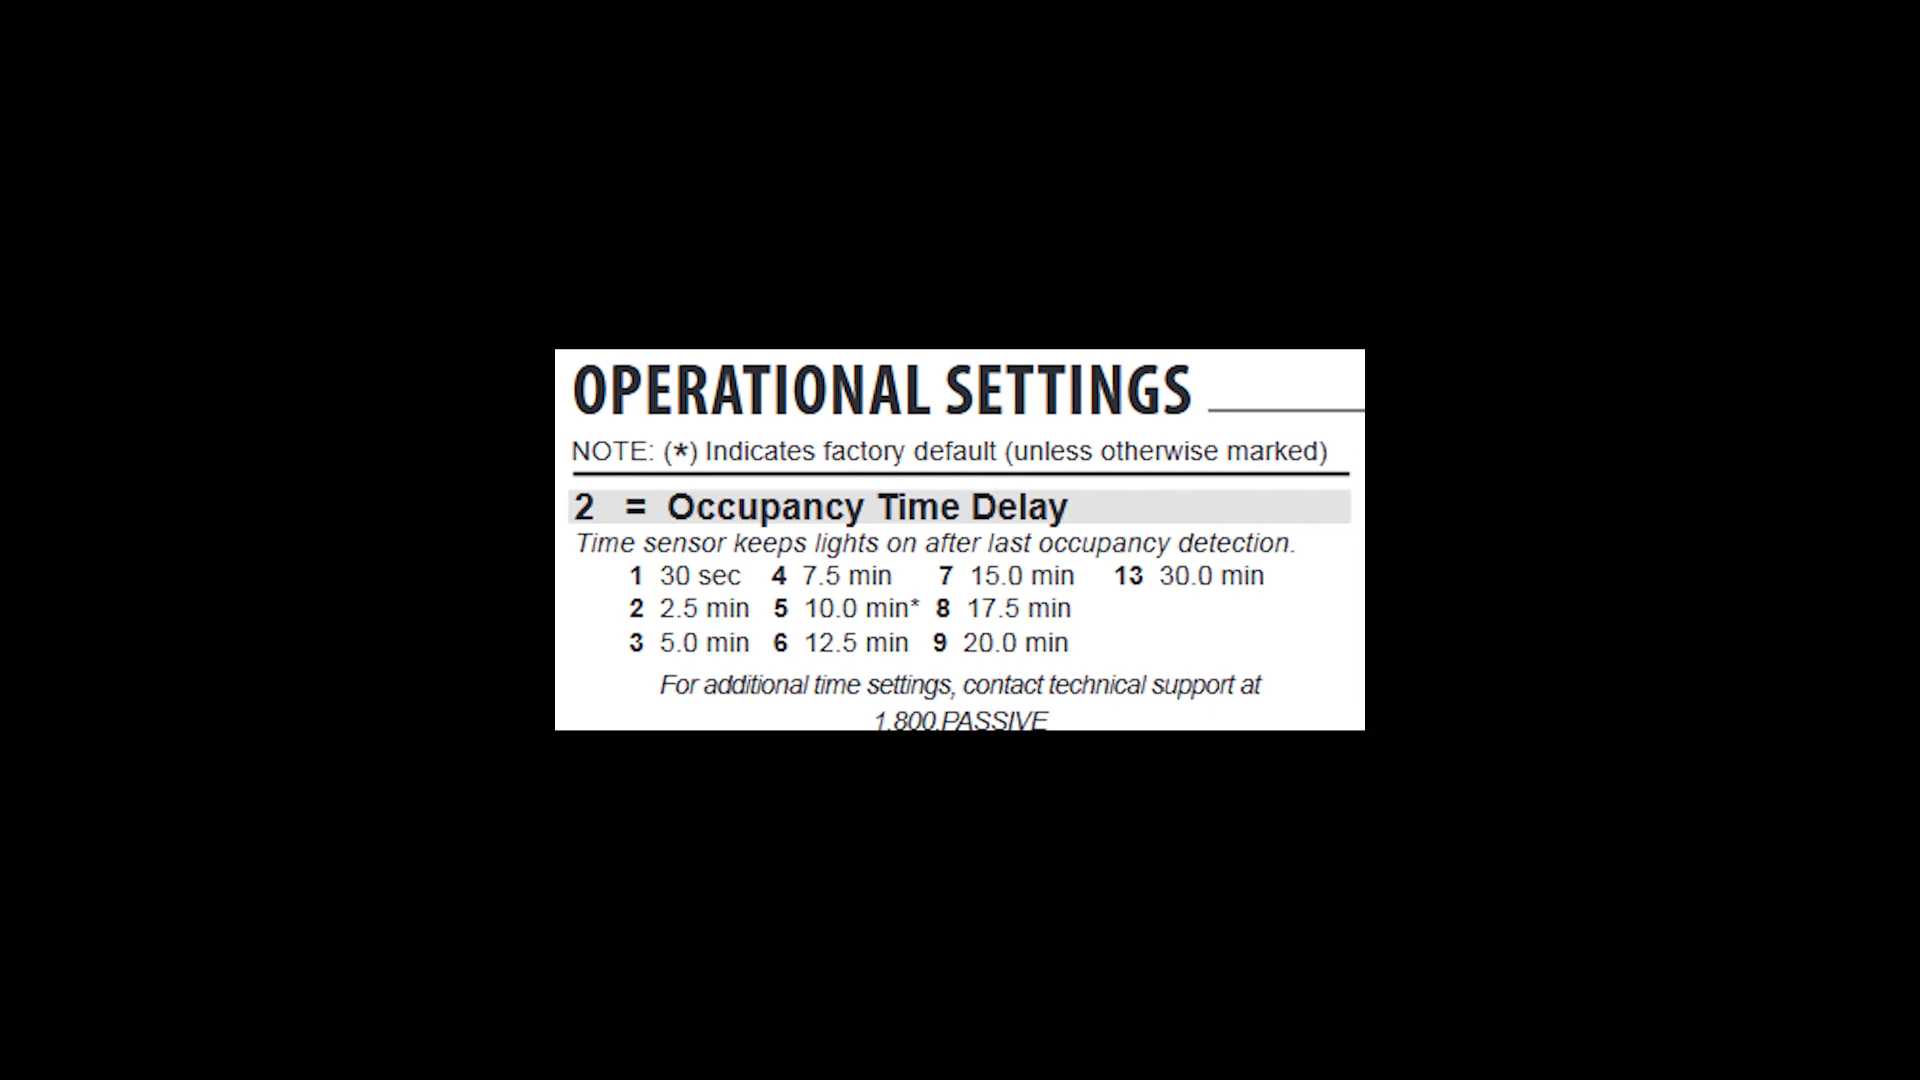 OPERATIONAL SETTINGS
NOTE: (*) Indicates factory default (unless otherwise marked)
2 = Occupancy Time Delay
Time sensor keeps lights on after last occupancy detection.
1 30 sec 4 7.5 min 7 15.0 min 13 30.0 min
2 2.5 min 5 10.0 min* 8 17.5 min
3 5.0 min 6 12.5 min 9 20.0 min
For additional time settings, contact technical support at
1.800.PASSIVE